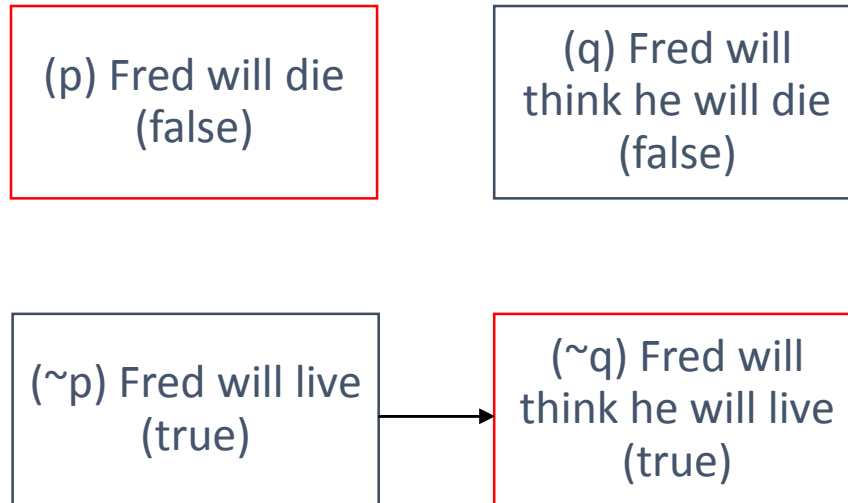 (p) Fred will die
(false)
(q) Fred will
think he will die
(false)
(~p) Fred will live
(true)
(~q) Fred will
think he will live
(true)